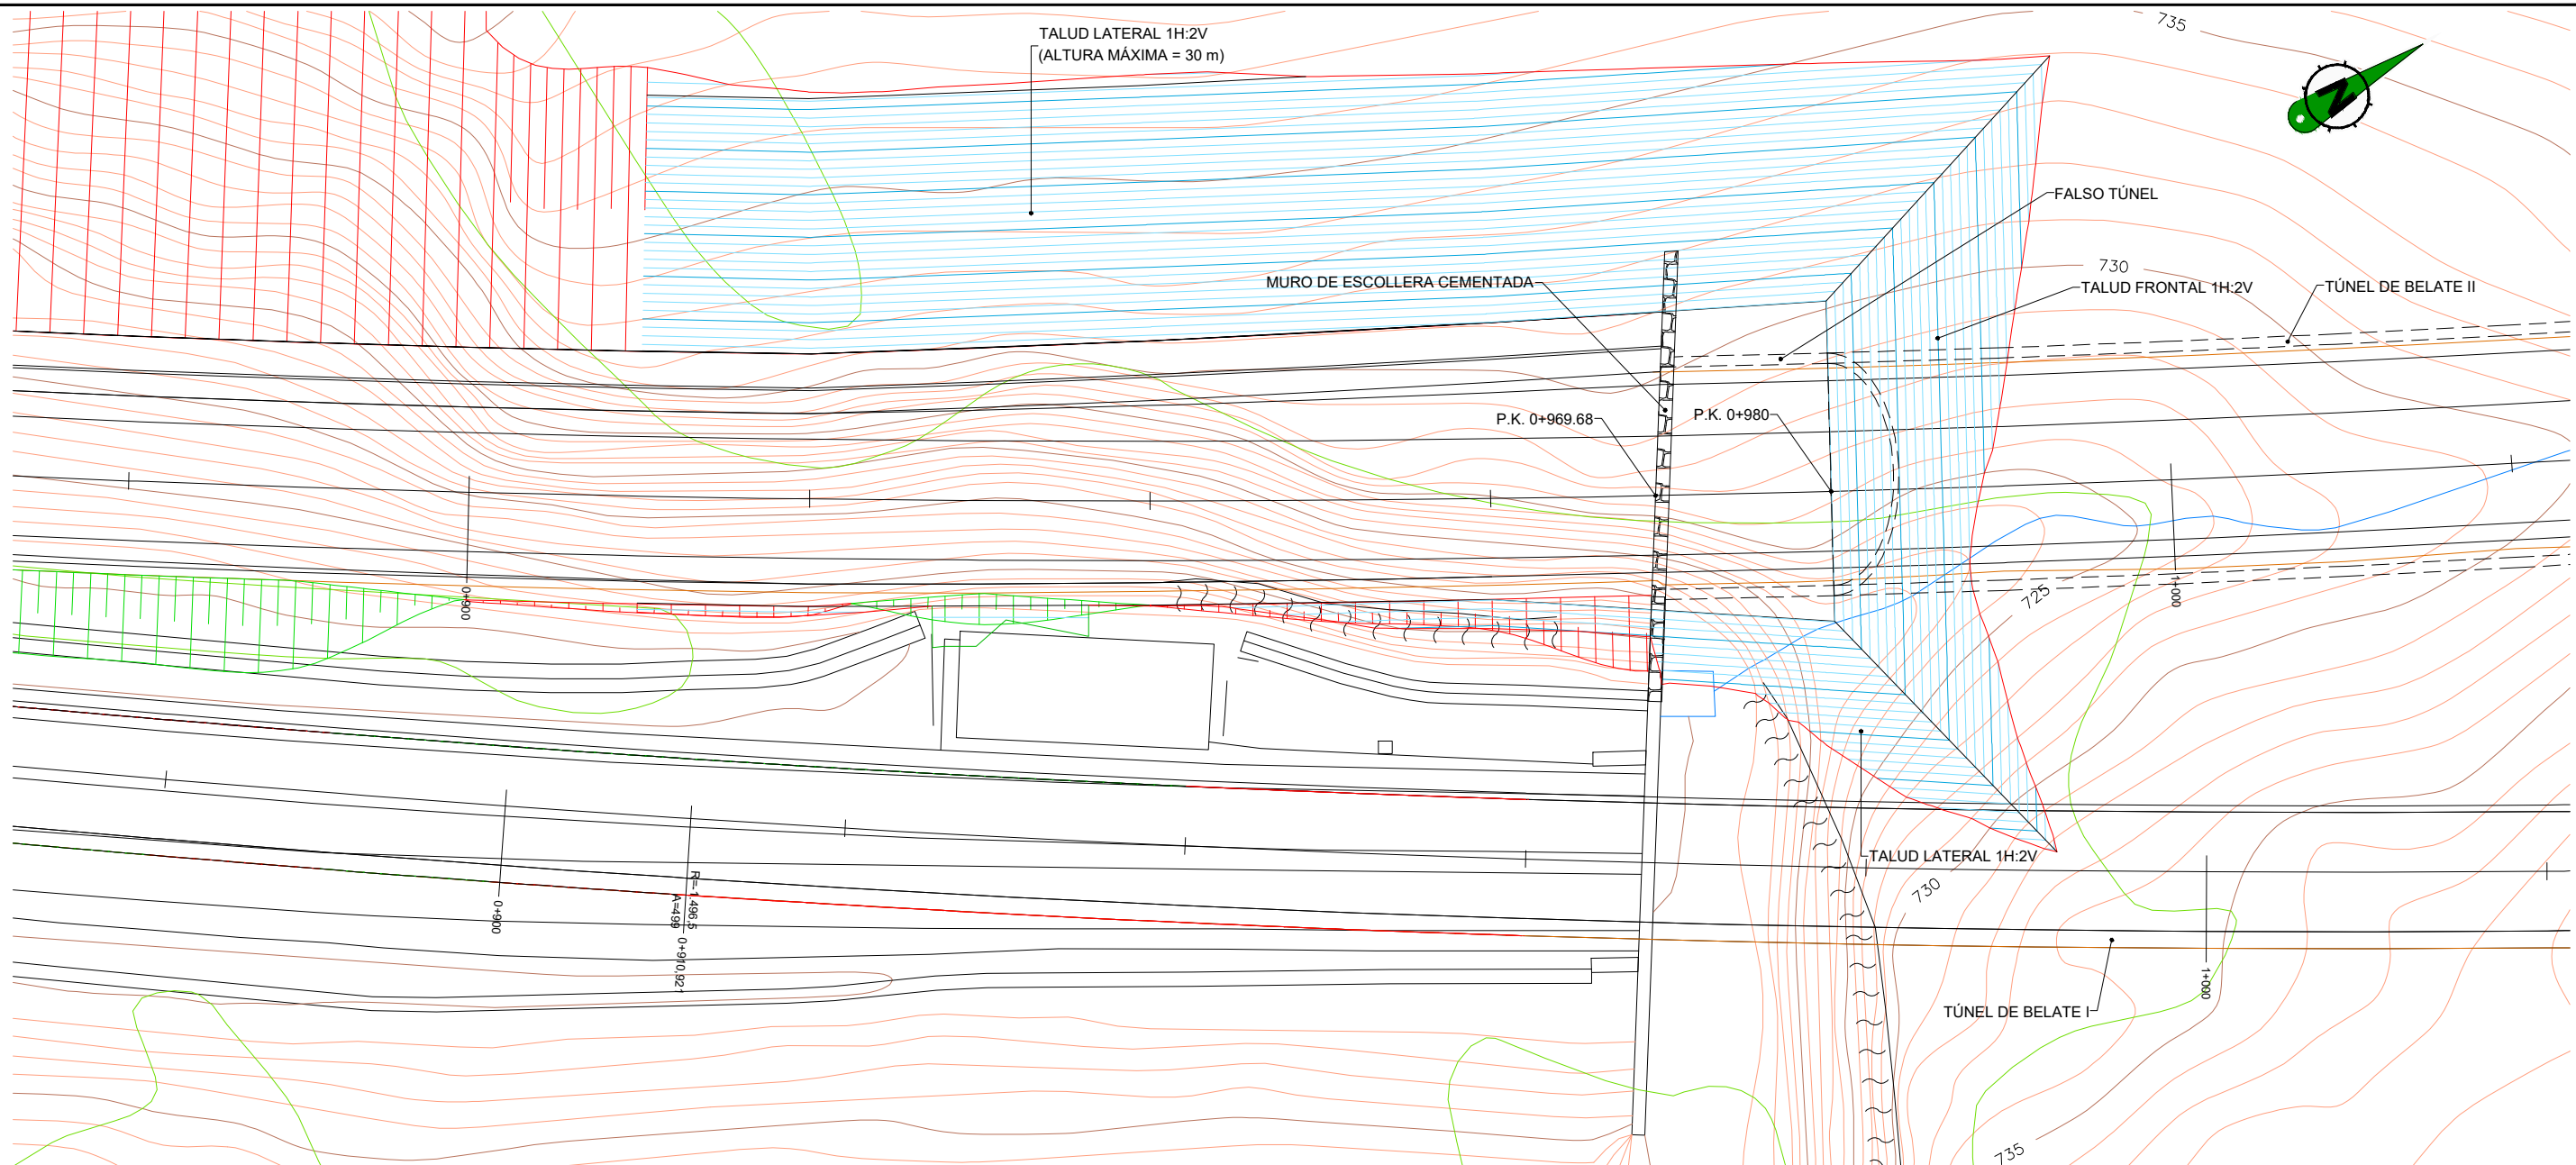 735
TALUD LATERAL 1H:2V
(ALTURA MÁXIMA = 30 m)
N
FALSO TÚNEL
730
MURO DE ESCOLLERA CEMENTADA
TALUD FRONTAL 1H:2V
TÚNEL DE BELATE II
P.K. 0+969.68
P.K. 0+980
0+900
1+000
725
TALUD LATERAL 1H:2V
730
R=-1.496,5
A=499
0+900
0+910,921
1+000
TÚNEL DE BELATE I
735